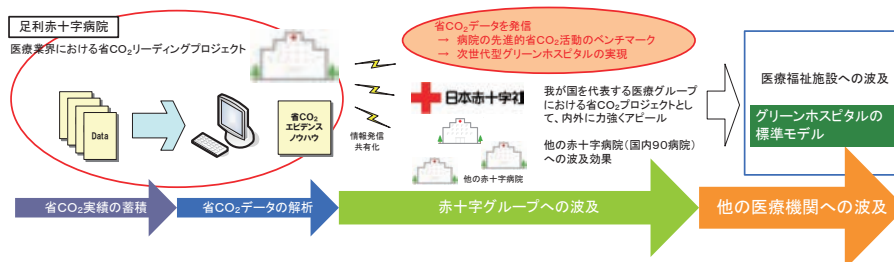 足利赤十字病院
医療業界における省CO₂リーディングプロジェクト
Data
省CO₂
エビデンス
ノウハウ
情報発信
共有化
省CO₂データを発信
→ 病院の先進的省CO₂活動のベンチマーク
→ 次世代型グリーンホスピタルの実現
日本赤十字社
他の赤十字病院
我が国を代表する医療グループ
における省CO₂プロジェクトとし
て、内外に力強くアピール
他の赤十字病院(国内90病院)
への波及効果
医療福祉施設への波及
グリーンホスピタルの
標準モデル
省CO₂実績の蓄積
省CO₂データの解析
赤十字グループへの波及
他の医療機関への波及